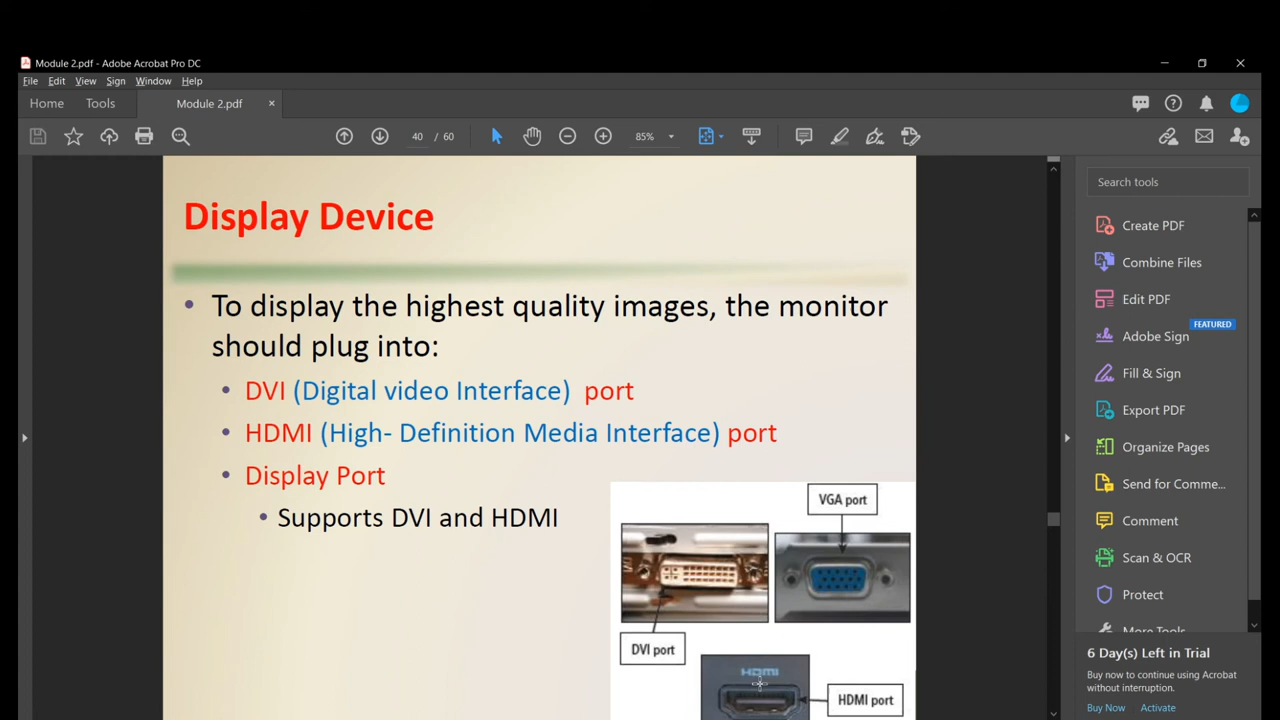 Module 2.pdf - Adobe Acrobat Pro DC
File Edit View Sign Window Help
Home Tools Module 2.pdf ×
40 / 60 85%
Search tools
Display Device
• To display the highest quality images, the monitor
should plug into:
• DVI (Digital video Interface) port
• HDMI (High- Definition Media Interface) port
• Display Port
• Supports DVI and HDMI
VGA port
DVI port
HDMI
HDMI port
Create PDF
Combine Files
Edit PDF
FEATURED
Adobe Sign
Fill & Sign
Export PDF
Organize Pages
Send for Comme...
Comment
Scan & OCR
Protect
More Tools
6 Day(s) Left in Trial
Buy now to continue using Acrobat
without interruption.
Buy Now Activate